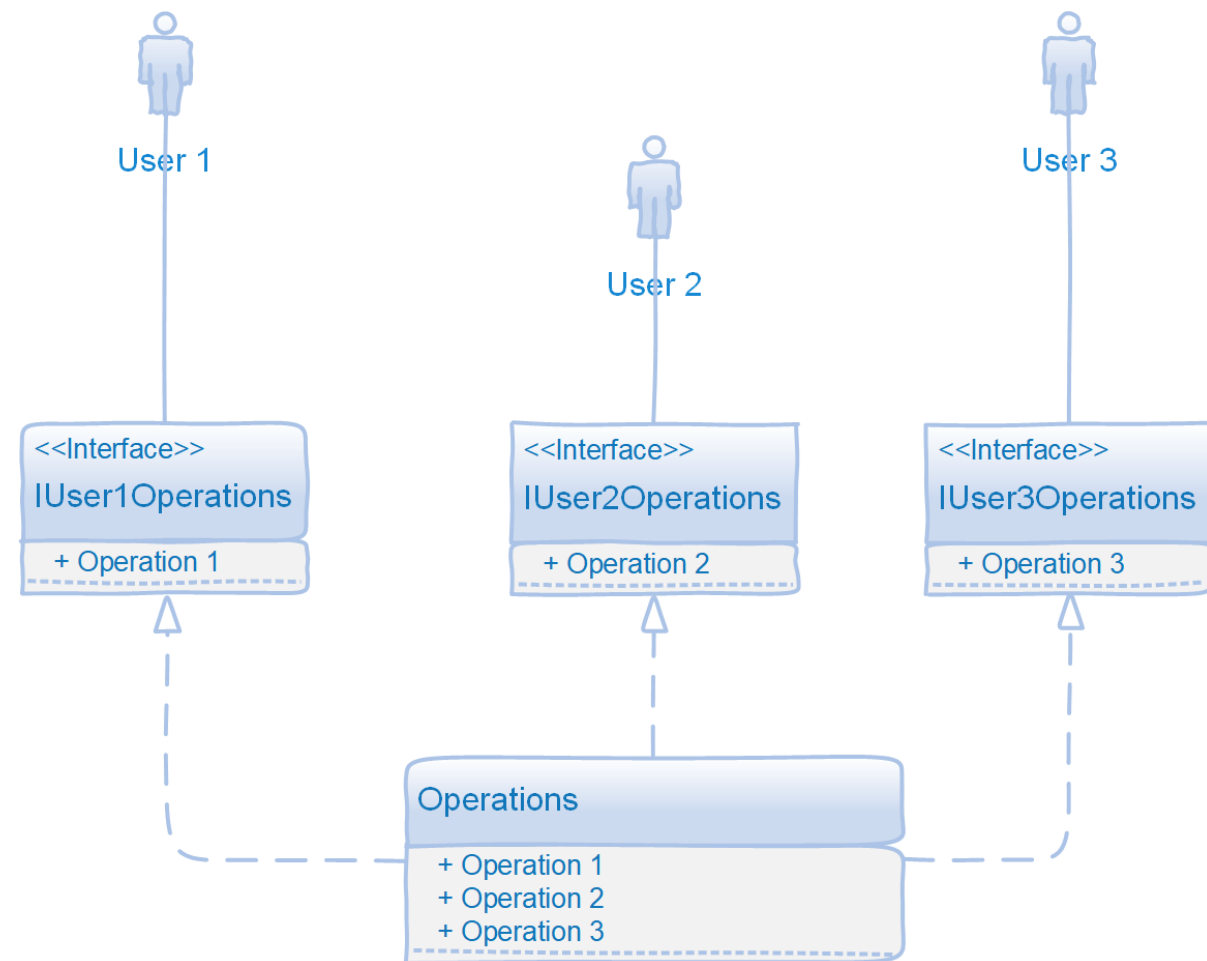 User 1
User 2
User 3
<<Interface>>
IUser1Operations
+ Operation 1
<<Interface>>
IUser2Operations
+ Operation 2
<<Interface>>
IUser3Operations
+ Operation 3
Operations
+ Operation 1
+ Operation 2
+ Operation 3